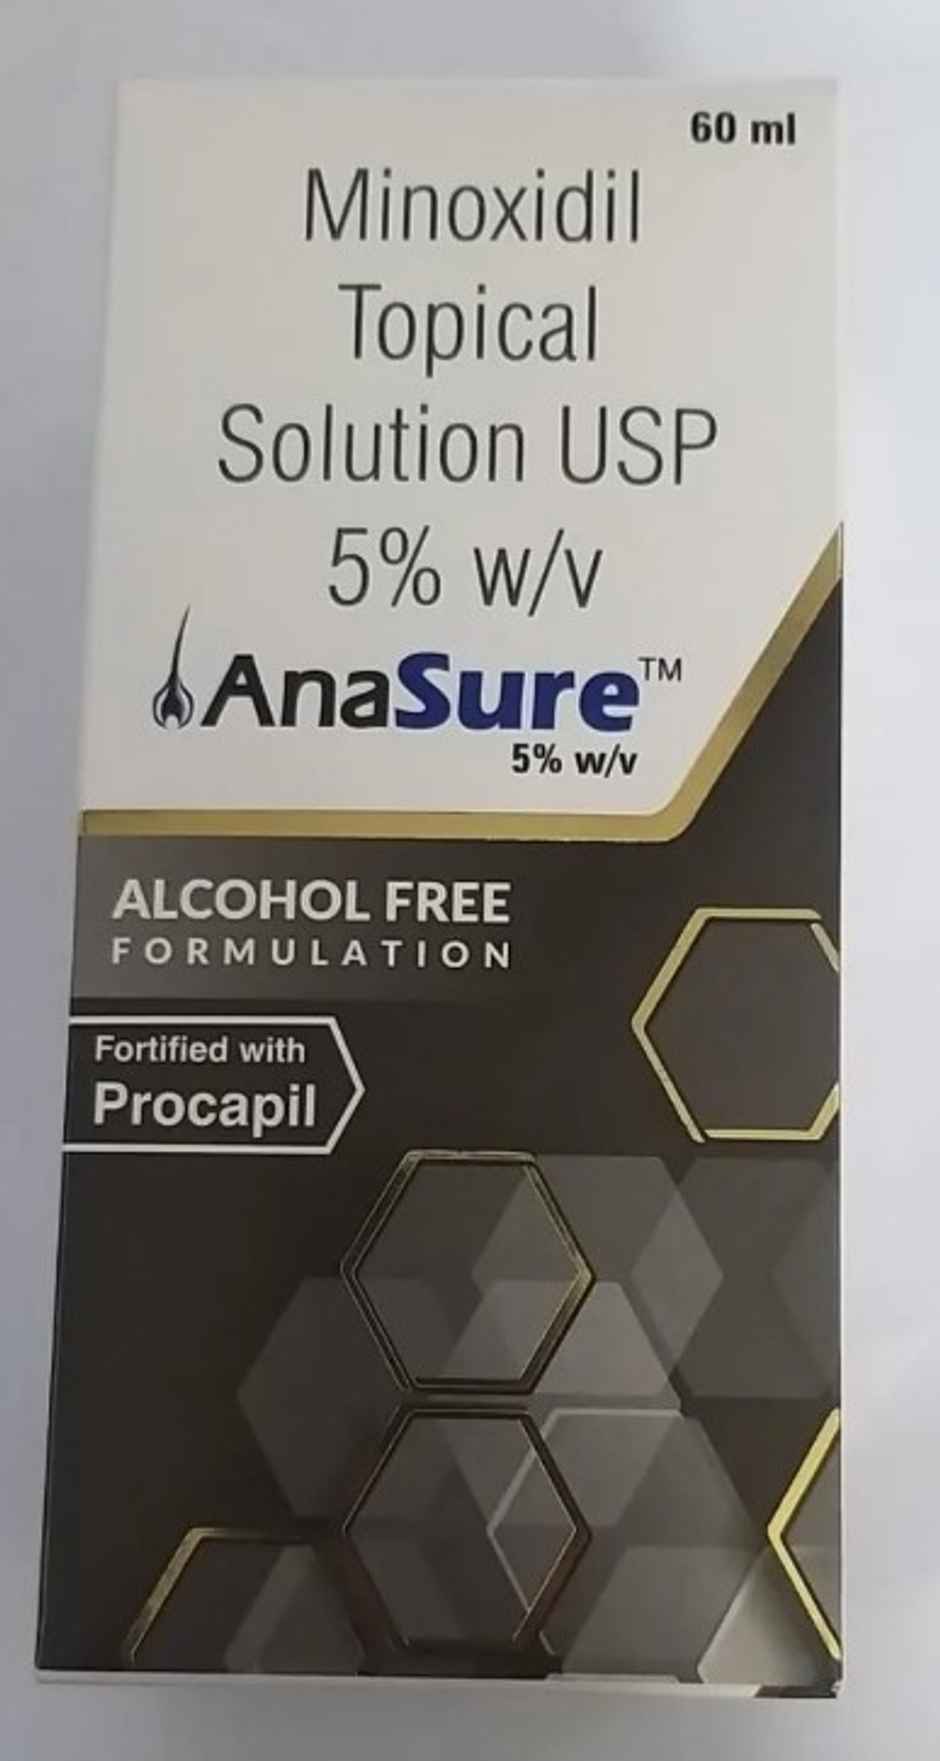 60 ml
Minoxidil
Topical
Solution USP
5% w/v
AnaSure™
5% w/v
ALCOHOL FREE
FORMULATION
Fortified with
Procapil